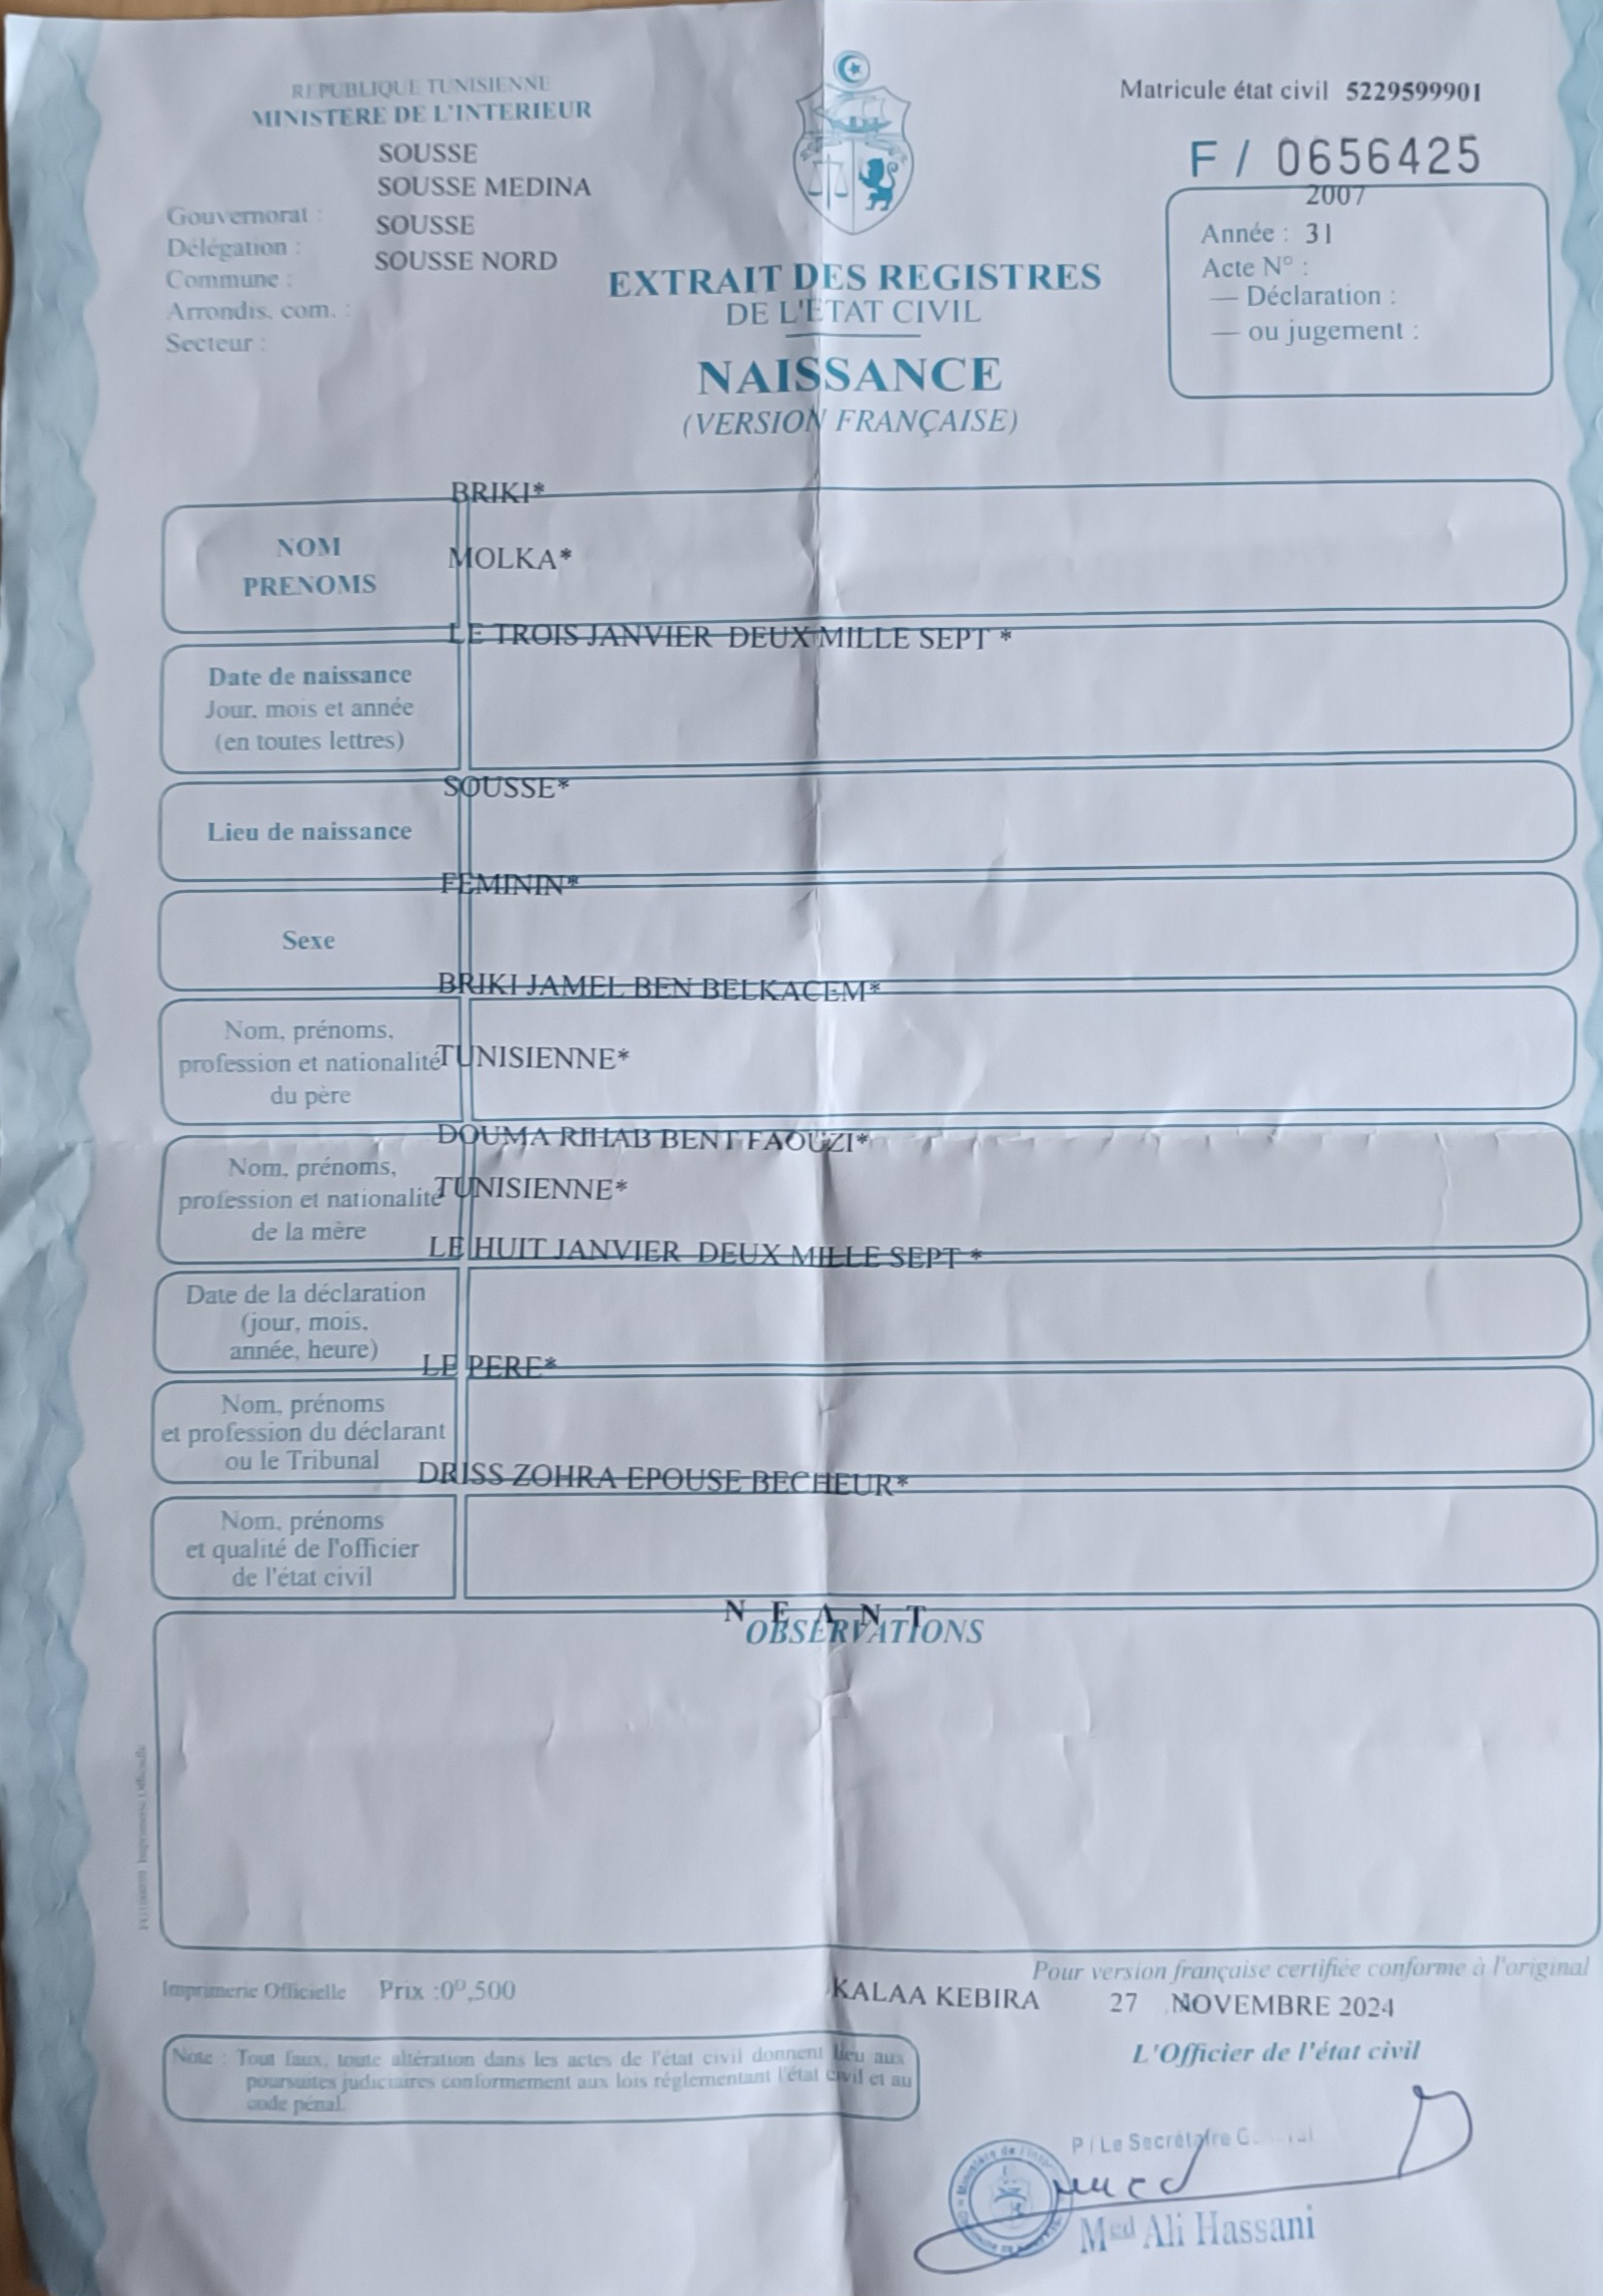 REPUBLIQUE TUNISIENNE
MINISTERE DE L'INTERIEUR
SOUSSE
SOUSSE MEDINA
Gouvernorat : SOUSSE
Délégation :
SOUSSE NORD
Commune :
Arrondis. com. :
Secteur :
Matricule état civil 5229599901
F / 0656425
2007
Année : 31
Acte N° :
— Déclaration :
— ou jugement :
EXTRAIT DES REGISTRES
DE L'ETAT CIVIL
NAISSANCE
(VERSION FRANÇAISE)
BRIKI*
NOM
MOLKA*
PRENOMS
LE TROIS JANVIER DEUX MILLE SEPT *
Date de naissance
Jour, mois et année
(en toutes lettres)
SOUSSE*
Lieu de naissance
FEMININ*
Sexe
BRIKI JAMEL BEN BELKACEM*
Nom, prénoms,
profession et nationalité TUNISIENNE*
du père
DOUMA RIHAB BENT FAOUZI*
Nom, prénoms,
profession et nationalité TUNISIENNE*
de la mère
LE HUIT JANVIER DEUX MILLE SEPT *
Date de la déclaration
(jour, mois,
année, heure)
LE PERE*
Nom, prénoms
et profession du déclarant
ou le Tribunal
DRISS ZOHRA EPOUSE BECHEUR*
Nom, prénoms
et qualité de l'officier
de l'état civil
N E A N T
OBSERVATIONS
Pour version française certifiée conforme à l'original
Imprimerie Officielle Prix :0ᴰ,500
KALAA KEBIRA 27 NOVEMBRE 2024
L'Officier de l'état civil
Note : Tout faux, toute altération dans les actes de l'état civil donnent lieu aux
poursuites judiciaires conformement aux lois réglementant l'état civil et au
code pénal.
P / Le Secrétaire
Med Ali Hassani